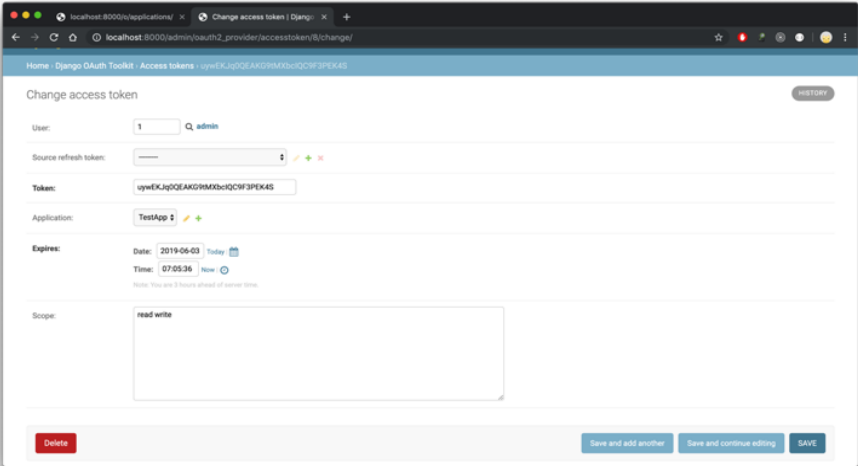 localhost:8000/o/applications/
Change access token | Django
localhost:8000/admin/oauth2_provider/accesstoken/8/change/
Home › Django OAuth Toolkit › Access tokens › uywEKJq0QEAKG9tMXbclQC9F3PEK4S
Change access token
HISTORY
User: 1 admin
Source refresh token: ---------
Token: uywEKJq0QEAKG9tMXbclQC9F3PEK4S
Application: TestApp
Expires: Date: 2019-06-03 Today
Time: 07:05:36 Now
Note: You are 3 hours ahead of server time.
Scope: read write
Delete Save and add another Save and continue editing SAVE